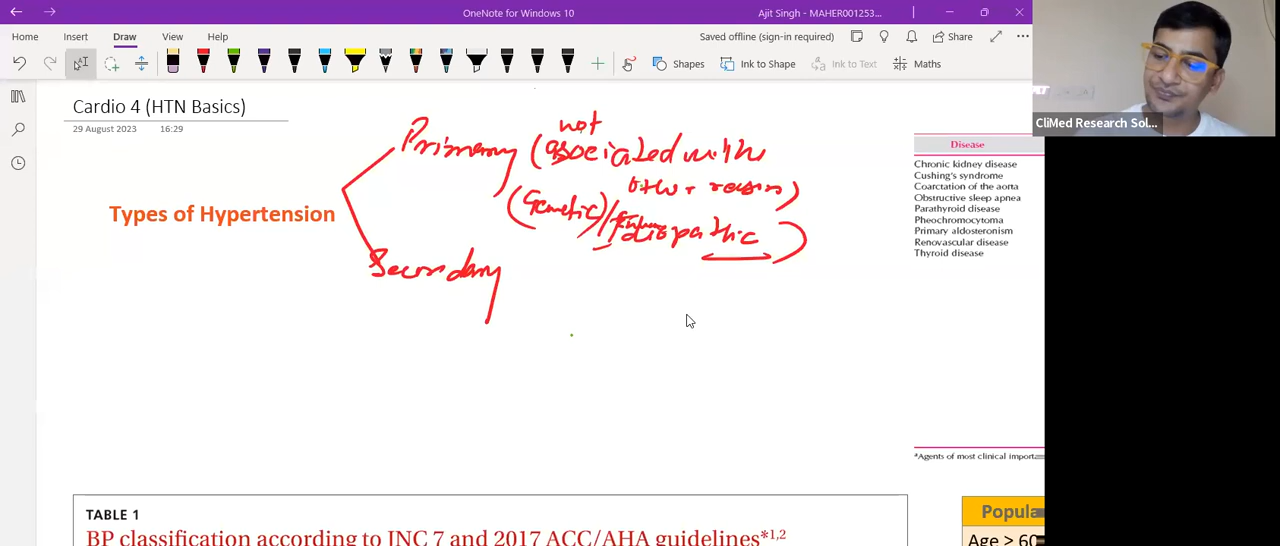 OneNote for Windows 10
Ajit Singh - MAHER001253...
Home Insert Draw View Help
Saved offline (sign-in required)
Share
Shapes
Ink to Shape
Ink to Text
Maths
Cardio 4 (HTN Basics)
29 August 2023 16:29
CliMed Research Sol...
Types of Hypertension
Primary (not associated with
other reason)
(Genetic) / Idiopathic)
Secondary
Disease
Chronic kidney disease
Cushing's syndrome
Coarctation of the aorta
Obstructive sleep apnea
Parathyroid disease
Pheochromocytoma
Primary aldosteronism
Renovascular disease
Thyroid disease
*Agents of most clinical import
TABLE 1
BP classification according to JNC 7 and 2017 ACC/AHA guidelines*1,2
Popula
Age > 60